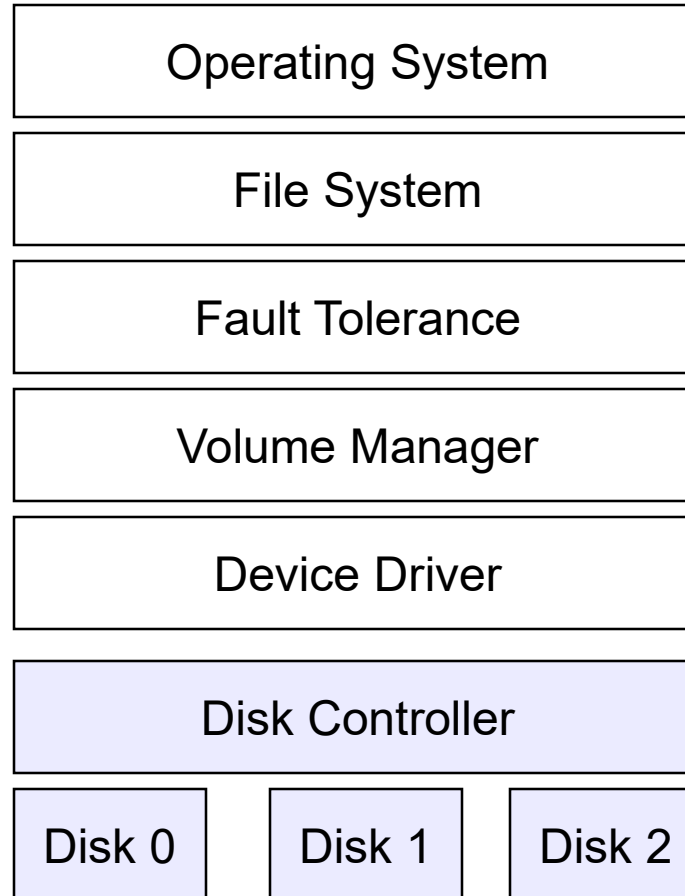 Operating System
File System
Fault Tolerance
Volume Manager
Device Driver
Disk Controller
Disk 0 Disk 1 Disk 2